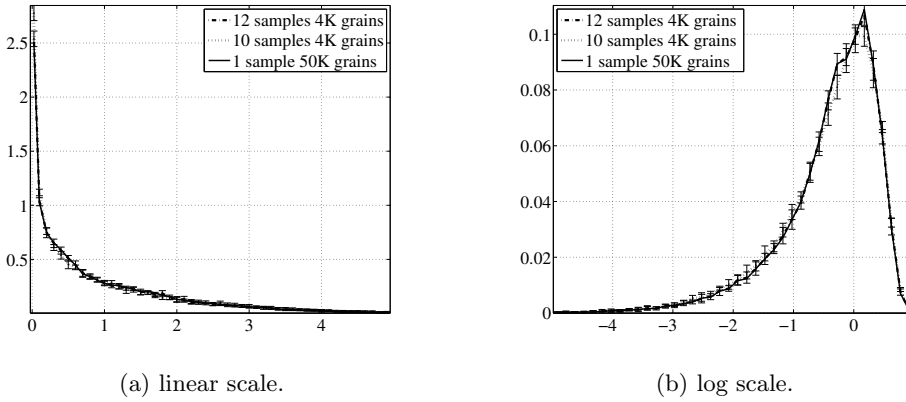 12 samples 4K grains
10 samples 4K grains
1 sample 50K grains
2.5
2
1.5
1
0.5
0 1 2 3 4
(a) linear scale.
12 samples 4K grains
10 samples 4K grains
1 sample 50K grains
0.1
0.08
0.06
0.04
0.02
0
−4 −3 −2 −1 0
(b) log scale.